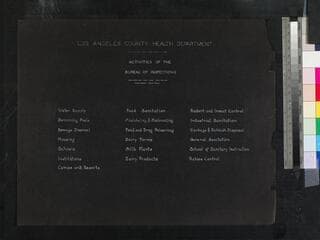 "LOS ANGELES COUNTY HEALTH DEPARTMENT"
ACTIVITIES OF THE
BUREAU OF INSPECTIONS
Water Supply
Swimming Pools
Sewage Disposal
Housing
Schools
Institutions
Camps and Resorts
Food Sanitation
Food and Drug Poisoning
Dairy Farms
Milk Plants
Dairy Products
Rodent and Insect Control
Industrial Sanitation
Garbage & Rubbish Disposal
General Sanitation
School of Sanitary Instruction
Rabies Control